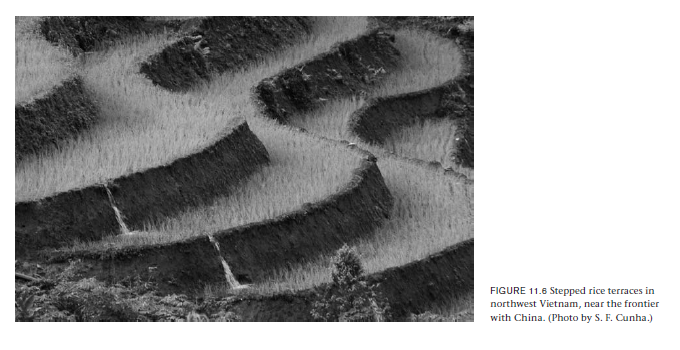 FIGURE 11.6 Stepped rice terraces in
northwest Vietnam, near the frontier
with China. (Photo by S. F. Cunha.)